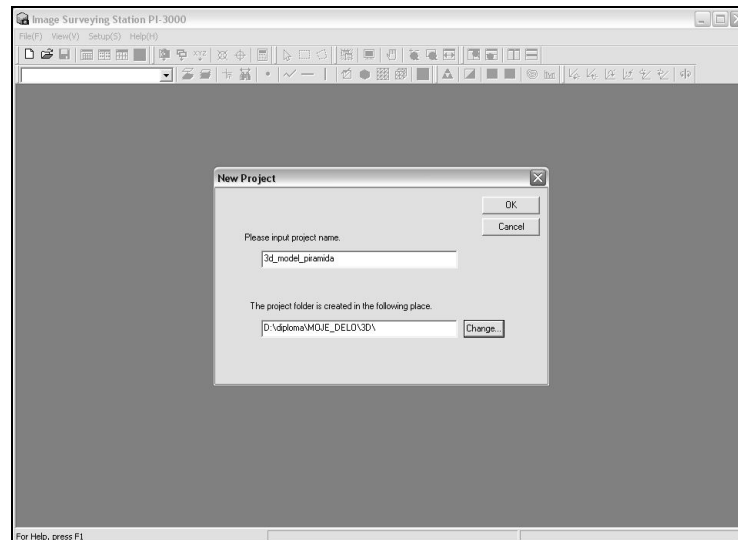 Image Surveying Station PI-3000
File(F) View(V) Setup(S) Help(H)
New Project
OK
Cancel
Please input project name.
3d_model_piramida
The project folder is created in the following place.
D:\diploma\MOJE_DELO\3D\
Change...
For Help, press F1